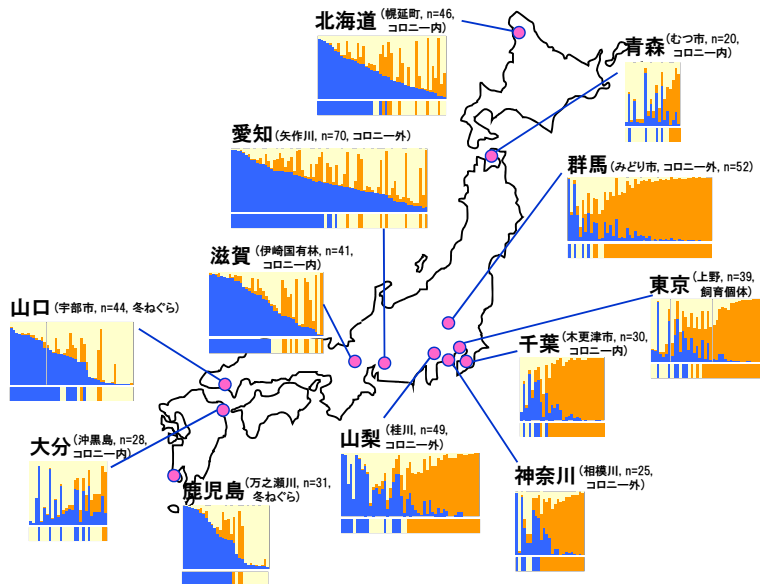 北海道 (幌延町, n=46,
コロニー内)
青森 (むつ市, n=20,
コロニー内)
愛知 (矢作川, n=70, コロニー外)
群馬 (みどり市, コロニー外, n=52)
滋賀 (伊崎国有林, n=41,
コロニー内)
東京 (上野, n=39,
飼育個体)
山口 (宇部市, n=44, 冬ねぐら)
千葉 (木更津市, n=30,
コロニー内)
大分 (沖黒島, n=28,
コロニー内)
山梨 (桂川, n=49,
コロニー外)
神奈川 (相模川, n=25,
コロニー外)
鹿児島 (万之瀬川, n=31,
冬ねぐら)